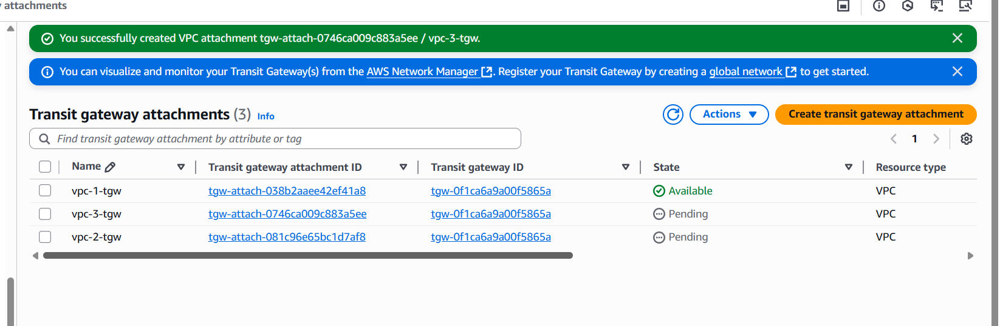 attachments
You successfully created VPC attachment tgw-attach-0746ca009c883a5ee / vpc-3-tgw.
You can visualize and monitor your Transit Gateway(s) from the AWS Network Manager. Register your Transit Gateway by creating a global network to get started.
Transit gateway attachments (3) Info
Actions
Create transit gateway attachment
Find transit gateway attachment by attribute or tag
1
Name Transit gateway attachment ID Transit gateway ID State Resource type
vpc-1-tgw tgw-attach-038b2aaee42ef41a8 tgw-0f1ca6a9a00f5865a Available VPC
vpc-3-tgw tgw-attach-0746ca009c883a5ee tgw-0f1ca6a9a00f5865a Pending VPC
vpc-2-tgw tgw-attach-081c96e65bc1d7af8 tgw-0f1ca6a9a00f5865a Pending VPC